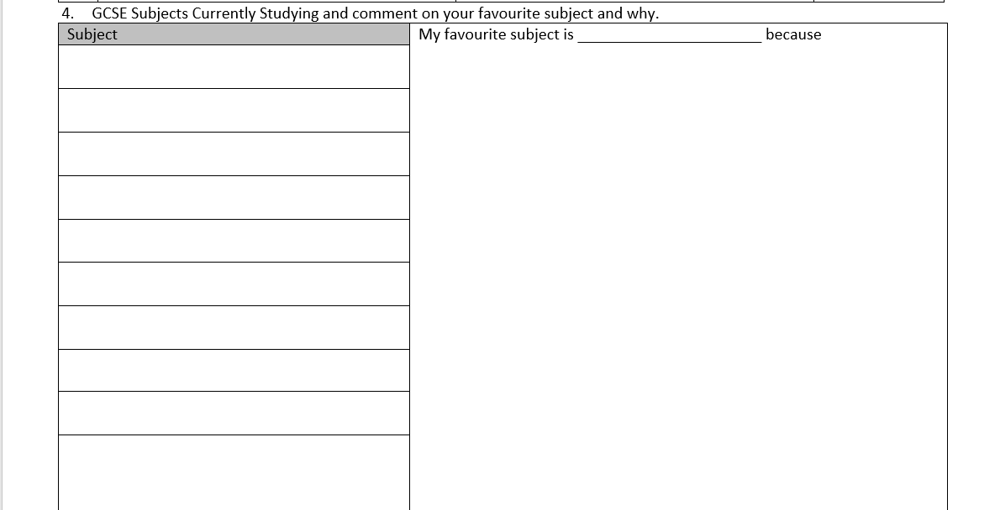 4. GCSE Subjects Currently Studying and comment on your favourite subject and why.
Subject
My favourite subject is ______________________ because